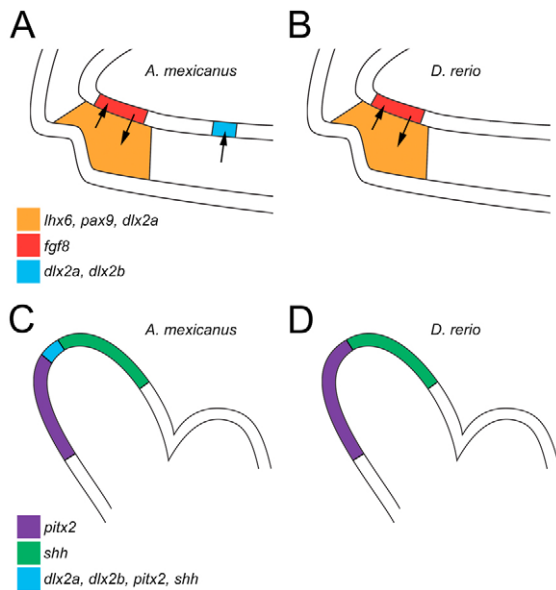 A
A. mexicanus
B
D. rerio
lhx6, pax9, dlx2a
fgf8
dlx2a, dlx2b
C
A. mexicanus
D
D. rerio
pitx2
shh
dlx2a, dlx2b, pitx2, shh